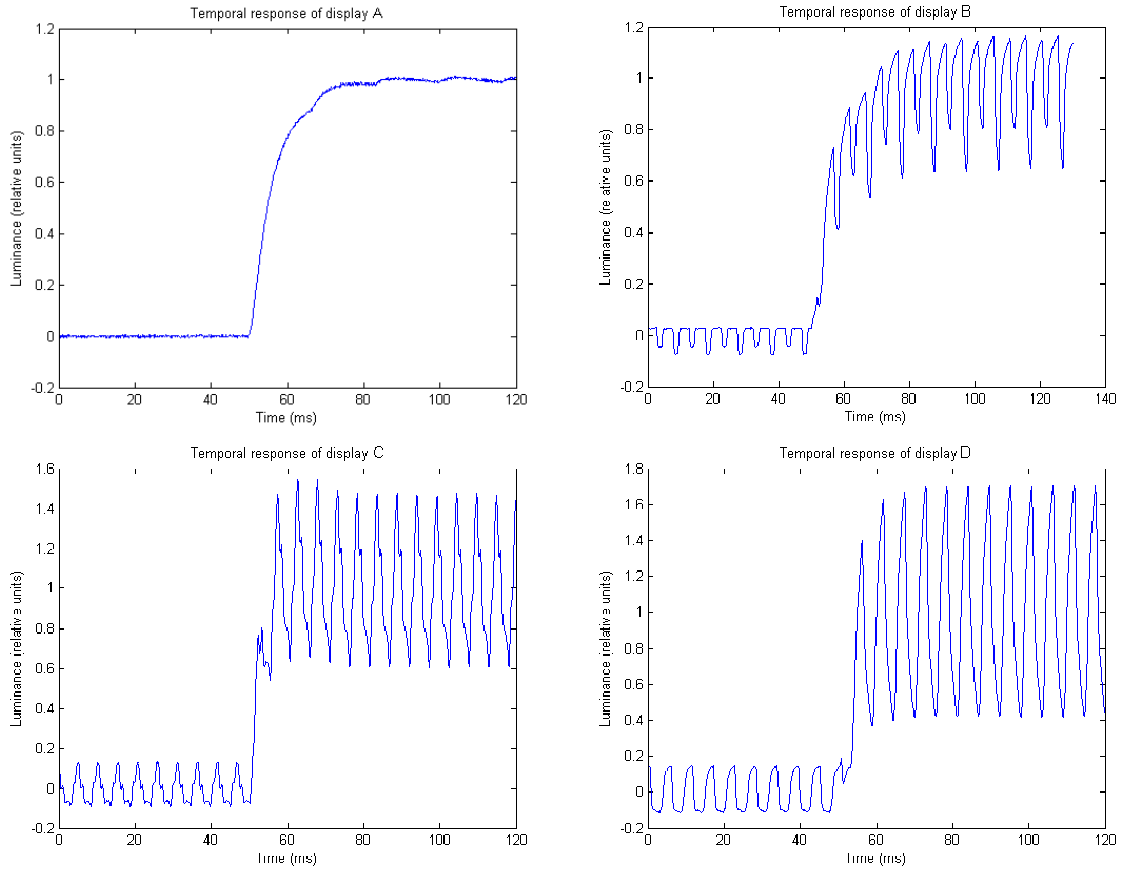 Temporal response of display A
1.2
1
0.8
0.6
0.4
0.2
0
-0.2
Luminance (relative units)
0 20 40 60 80 100 120
Time (ms)
Temporal response of display B
1.2
1
0.8
0.6
0.4
0.2
0
-0.2
Luminance (relative units)
0 20 40 60 80 100 120 140
Time (ms)
Temporal response of display C
1.6
1.4
1.2
1
0.8
0.6
0.4
0.2
0
-0.2
Luminance (relative units)
0 20 40 60 80 100 120
Time (ms)
Temporal response of display D
1.8
1.6
1.4
1.2
1
0.8
0.6
0.4
0.2
0
-0.2
Luminance (relative units)
0 20 40 60 80 100 120
Time (ms)